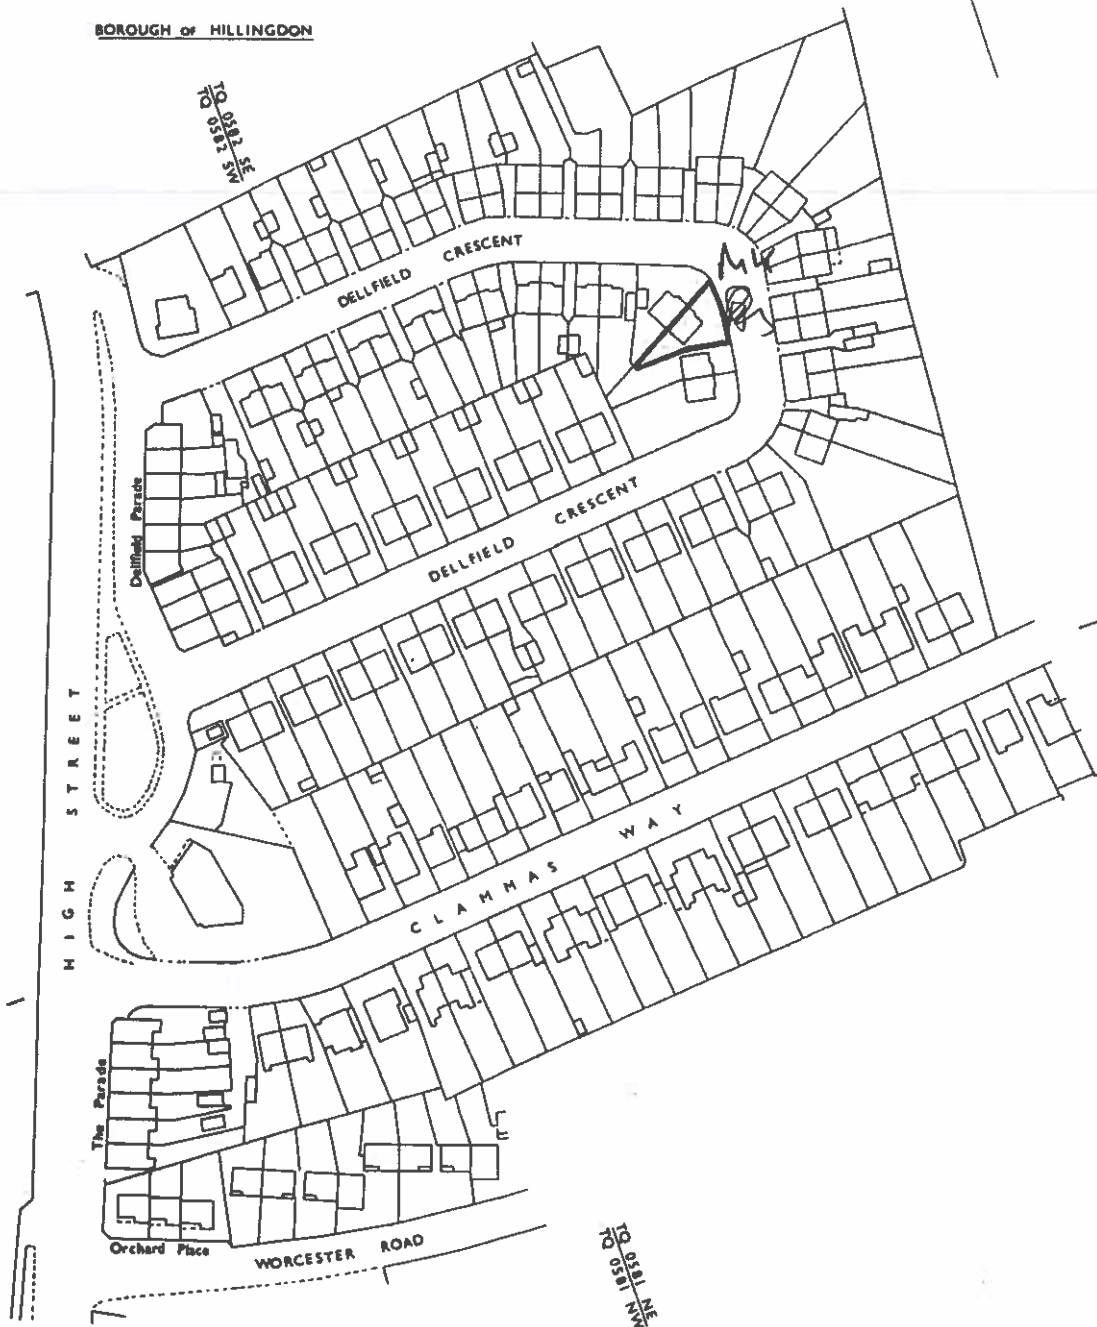 BOROUGH of HILLINGDON
TQ 0582 SE
TQ 0582 SW
DELLFIELD CRESCENT
Dellfield Parade
DELLFIELD CRESCENT
HIGH STREET
CLAMMAS WAY
The Parade
Orchard Place
WORCESTER ROAD
TQ 0581 NE
TQ 0581 NW